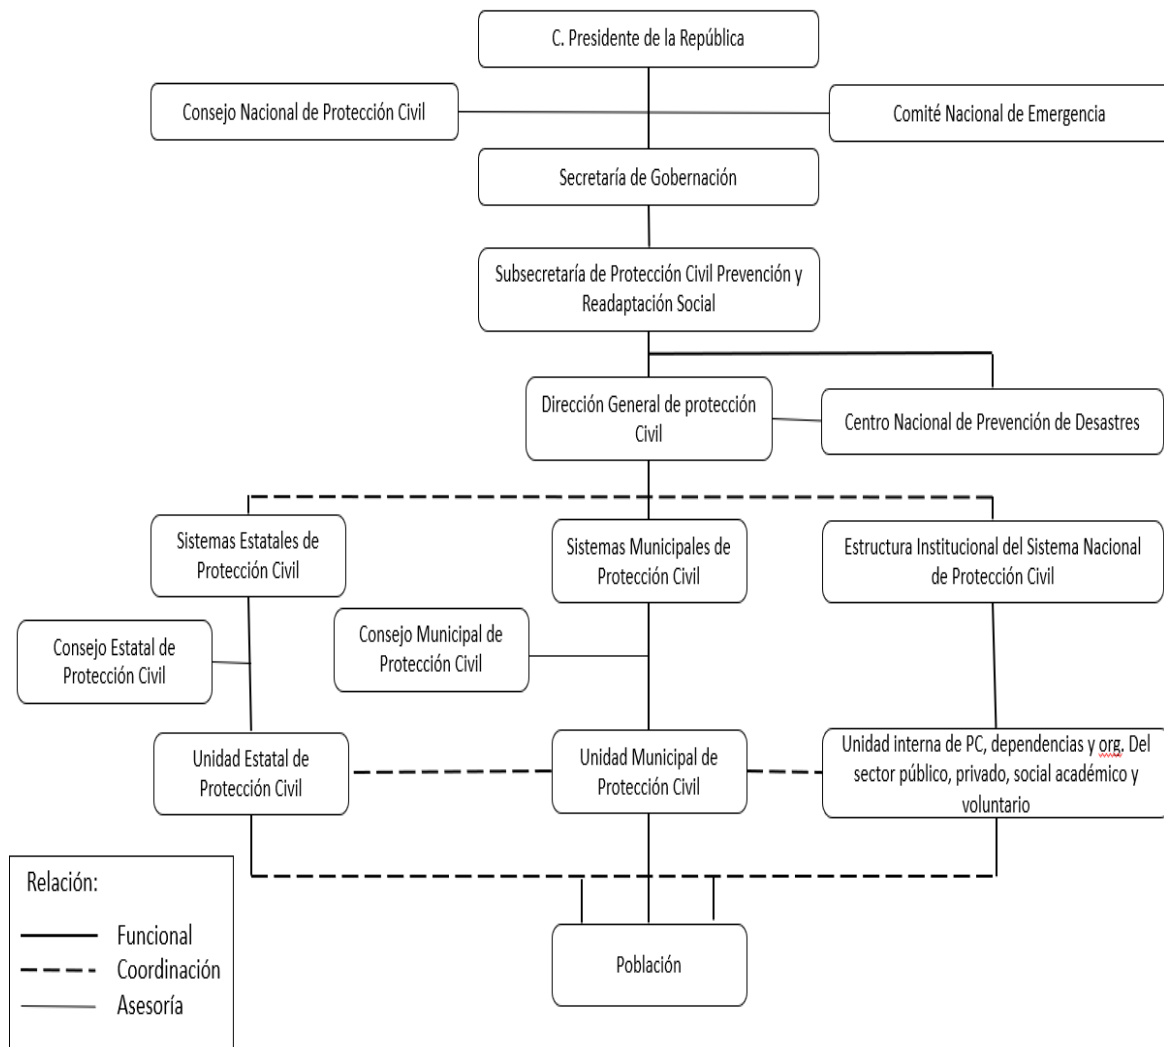 C. Presidente de la República
Consejo Nacional de Protección Civil
Comité Nacional de Emergencia
Secretaría de Gobernación
Subsecretaría de Protección Civil Prevención y
Readaptación Social
Dirección General de protección
Civil
Centro Nacional de Prevención de Desastres
Sistemas Estatales de
Protección Civil
Sistemas Municipales de
Protección Civil
Estructura Institucional del Sistema Nacional
de Protección Civil
Consejo Estatal de
Protección Civil
Consejo Municipal de
Protección Civil
Unidad Estatal de
Protección Civil
Unidad Municipal de
Protección Civil
Unidad interna de PC, dependencias y org. Del
sector público, privado, social académico y
voluntario
Relación:
Funcional
Coordinación
Asesoría
Población